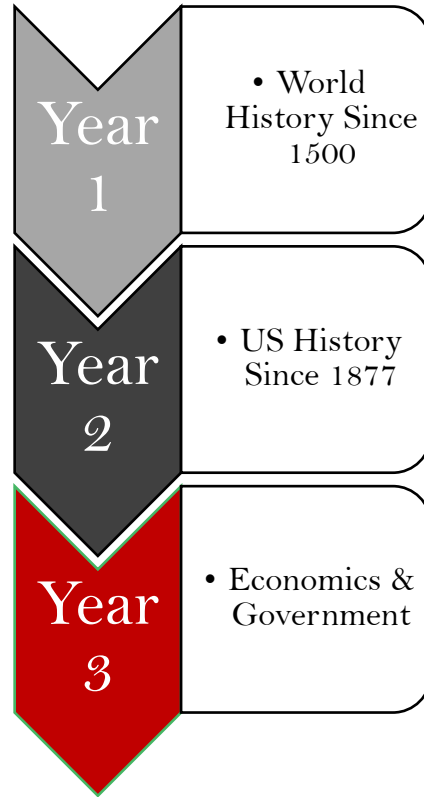 Year
1
• World
History Since
1500
Year
2
• US History
Since 1877
Year
3
• Economics &
Government